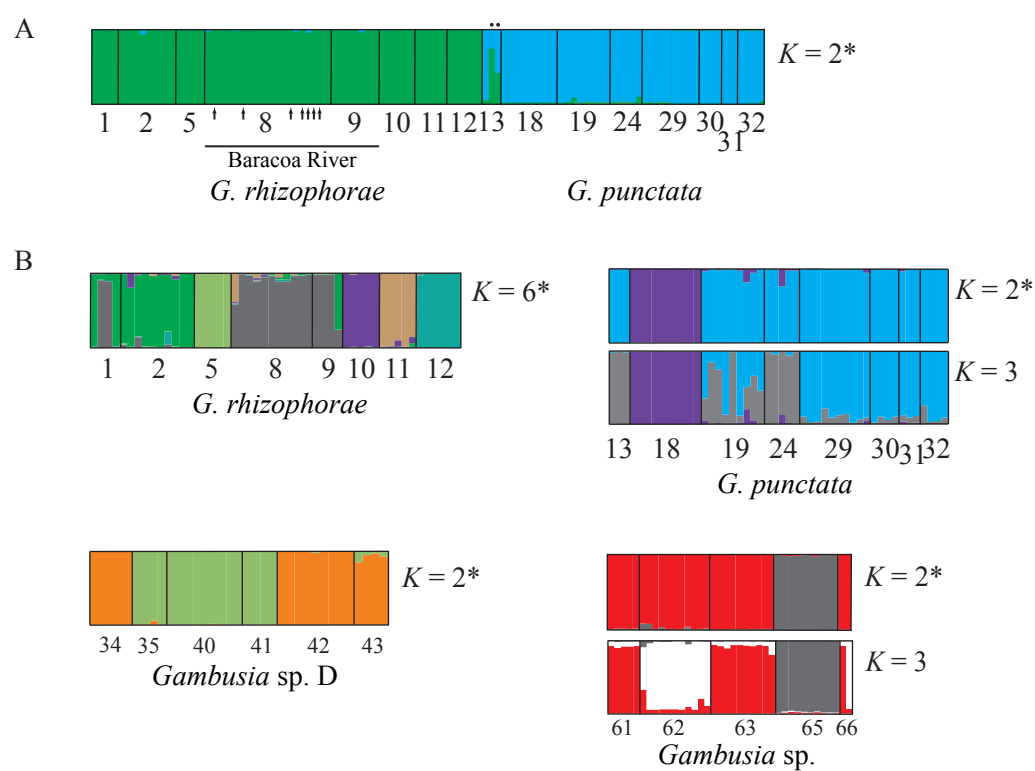 A
K = 2*
1 2 5 8 9 10 11 12 13 18 19 24 29 30 31 32
Baracoa River
G. rhizophorae G. punctata
B
K = 6*
1 2 5 8 9 10 11 12
G. rhizophorae
K = 2*
K = 3
13 18 19 24 29 30 31 32
G. punctata
K = 2*
34 35 40 41 42 43
Gambusia sp. D
K = 2*
K = 3
61 62 63 65 66
Gambusia sp.